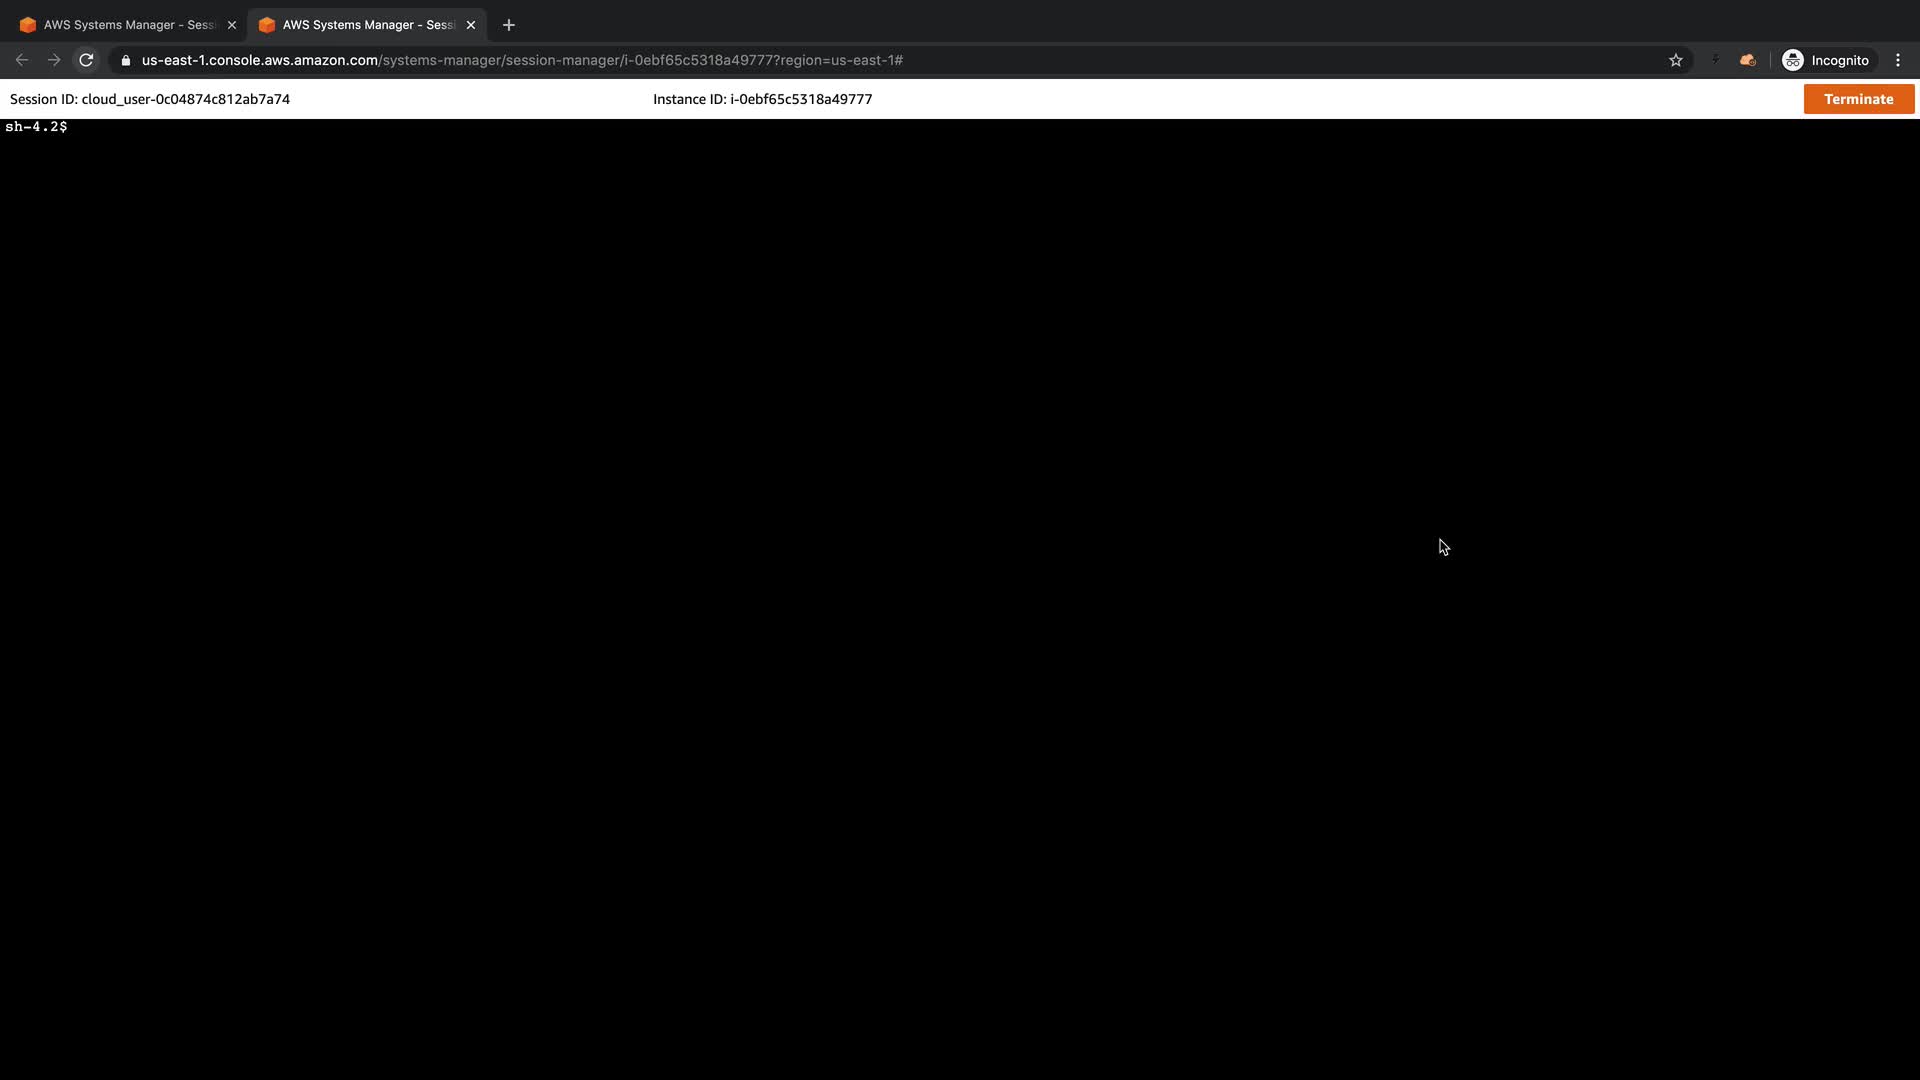 AWS Systems Manager - Sess
AWS Systems Manager - Sessi
us-east-1.console.aws.amazon.com/systems-manager/session-manager/i-0ebf65c5318a49777?region=us-east-1#
Incognito
Session ID: cloud_user-0c04874c812ab7a74
Instance ID: i-0ebf65c5318a49777
Terminate
sh-4.2$